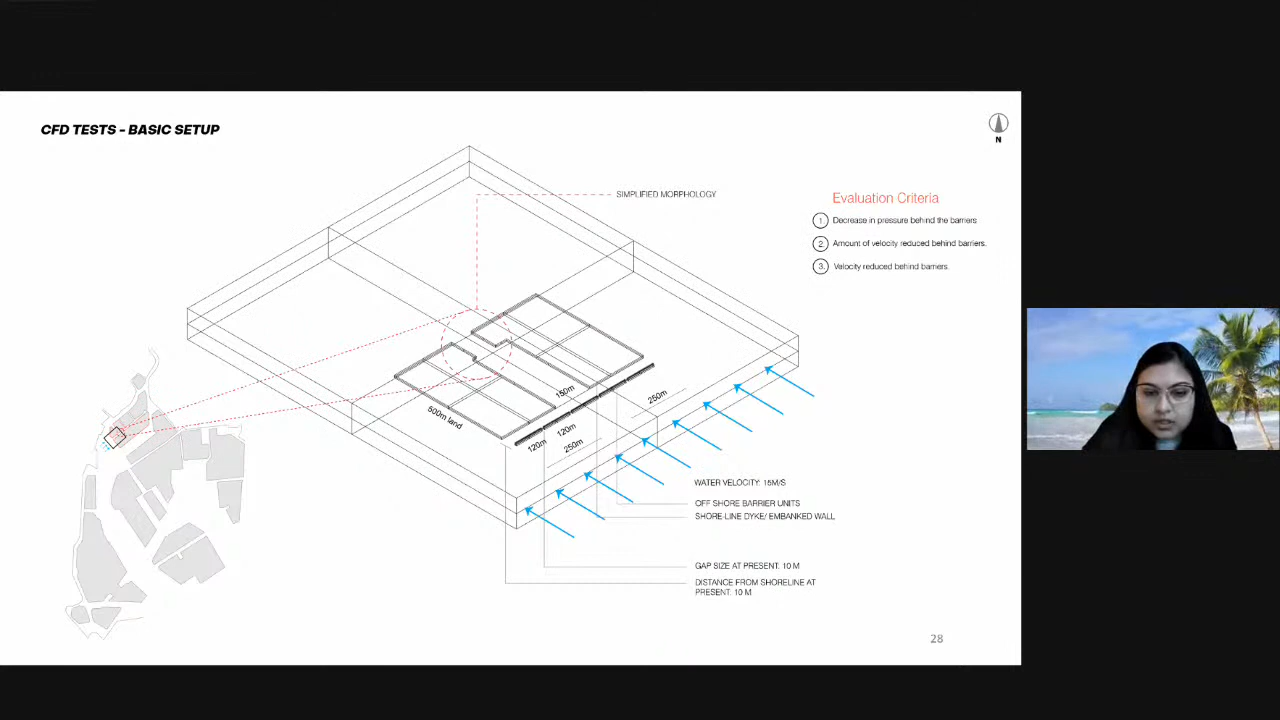 CFD TESTS - BASIC SETUP
N
SIMPLIFIED MORPHOLOGY
Evaluation Criteria
1. Decrease in pressure behind the barriers
2. Amount of velocity reduced behind barriers.
3. Velocity reduced behind barriers.
150m
250m
500m land
120m
120m
250m
WATER VELOCITY: 15M/S
OFF SHORE BARRIER UNITS
SHORE-LINE DYKE/ EMBANKED WALL
GAP SIZE AT PRESENT: 10 M
DISTANCE FROM SHORELINE AT
PRESENT: 10 M
28